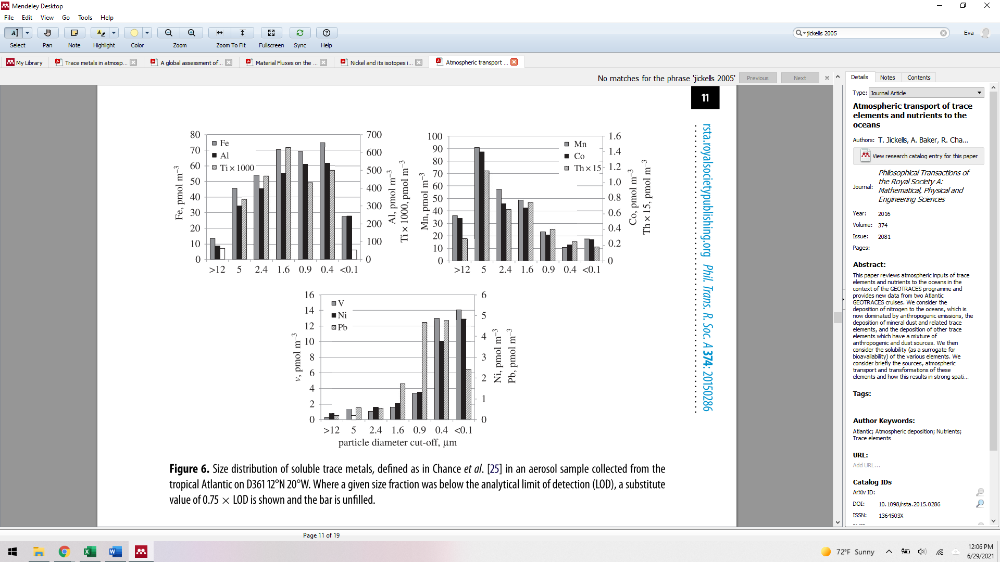 Mendeley Desktop
File Edit View Go Tools Help
jickells 2005
Eva
Select Pan Note Highlight Color Zoom Zoom To Fit Fullscreen Sync Help
My Library Trace metals in atmosp... A global assessment of... Material Fluxes on the ... Nickel and its isotopes i... Atmospheric transport ...
No matches for the phrase 'jickells 2005' Previous Next
11
rsta.royalsocietypublishing.org Phil. Trans. R. Soc. A 374: 20150286
80 70 60 50 40 30 20 10 0
Fe, pmol m⁻³
Fe
Al
Ti × 1000
700 600 500 400 300 200 100 0
Al, pmol m⁻³
Ti × 1000, pmol m⁻³
>12 5 2.4 1.6 0.9 0.4 <0.1
100 90 80 70 60 50 40 30 20 10 0
Mn, pmol m⁻³
Mn
Co
Th × 15
1.6 1.4 1.2 1.0 0.8 0.6 0.4 0.2 0
Co, pmol m⁻³
Th × 15, pmol m⁻³
>12 5 2.4 1.6 0.9 0.4 <0.1
16 14 12 10 8 6 4 2 0
v, pmol m⁻³
V
Ni
Pb
6 5 4 3 2 1 0
Ni, pmol m⁻³
Pb, pmol m⁻³
>12 5 2.4 1.6 0.9 0.4 <0.1
particle diameter cut-off, µm
Figure 6. Size distribution of soluble trace metals, defined as in Chance et al. [25] in an aerosol sample collected from the
tropical Atlantic on D361 12°N 20°W. Where a given size fraction was below the analytical limit of detection (LOD), a substitute
value of 0.75 × LOD is shown and the bar is unfilled.
Details Notes Contents
Type: Journal Article
Atmospheric transport of trace
elements and nutrients to the
oceans
Authors: T. Jickells, A. Baker, R. Cha...
View research catalog entry for this paper
Journal: Philosophical Transactions of
the Royal Society A:
Mathematical, Physical and
Engineering Sciences
Year: 2016
Volume: 374
Issue: 2081
Pages:
Abstract:
This paper reviews atmospheric inputs of trace
elements and nutrients to the oceans in the
context of the GEOTRACES programme and
provides new data from two Atlantic
GEOTRACES cruises. We consider the
deposition of nitrogen to the oceans, which is
now dominated by anthropogenic emissions, the
deposition of mineral dust and related trace
elements, and the deposition of other trace
elements which have a mixture of
anthropogenic and dust sources. We then
consider the solubility (as a surrogate for
bioavailability) of the various elements. We
consider briefly the sources, atmospheric
transport and transformations of these
elements and how this results in strong spati...
Tags:
Author Keywords:
Atlantic; Atmospheric deposition; Nutrients;
Trace elements
URL:
Add URL...
Catalog IDs
ArXiv ID:
DOI: 10.1098/rsta.2015.0286
ISSN: 1364503X
Page 11 of 19
72°F Sunny
12:06 PM
6/29/2021